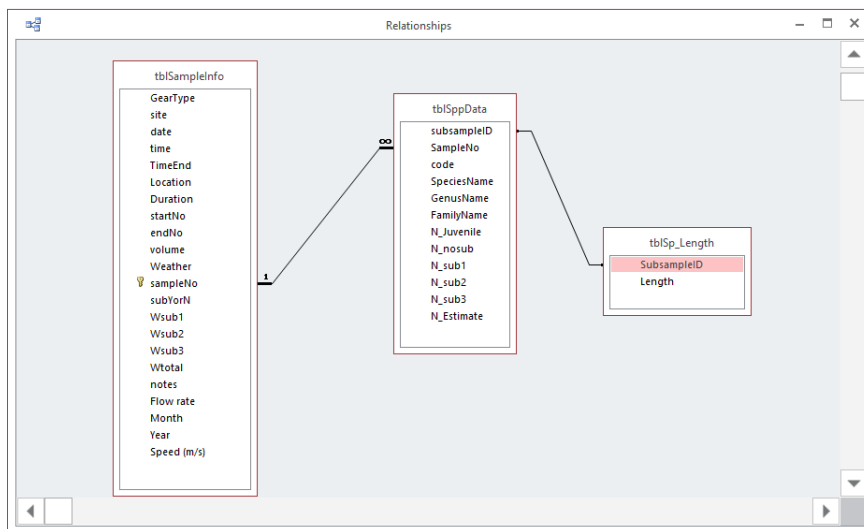 Relationships
tblSampleInfo
GearType
site
date
time
TimeEnd
Location
Duration
startNo
endNo
volume
Weather
sampleNo
subYorN
Wsub1
Wsub2
Wsub3
Wtotal
notes
Flow rate
Month
Year
Speed (m/s)
1
∞
tblSppData
subsampleID
SampleNo
code
SpeciesName
GenusName
FamilyName
N_Juvenile
N_nosub
N_sub1
N_sub2
N_sub3
N_Estimate
tblSp_Length
SubsampleID
Length